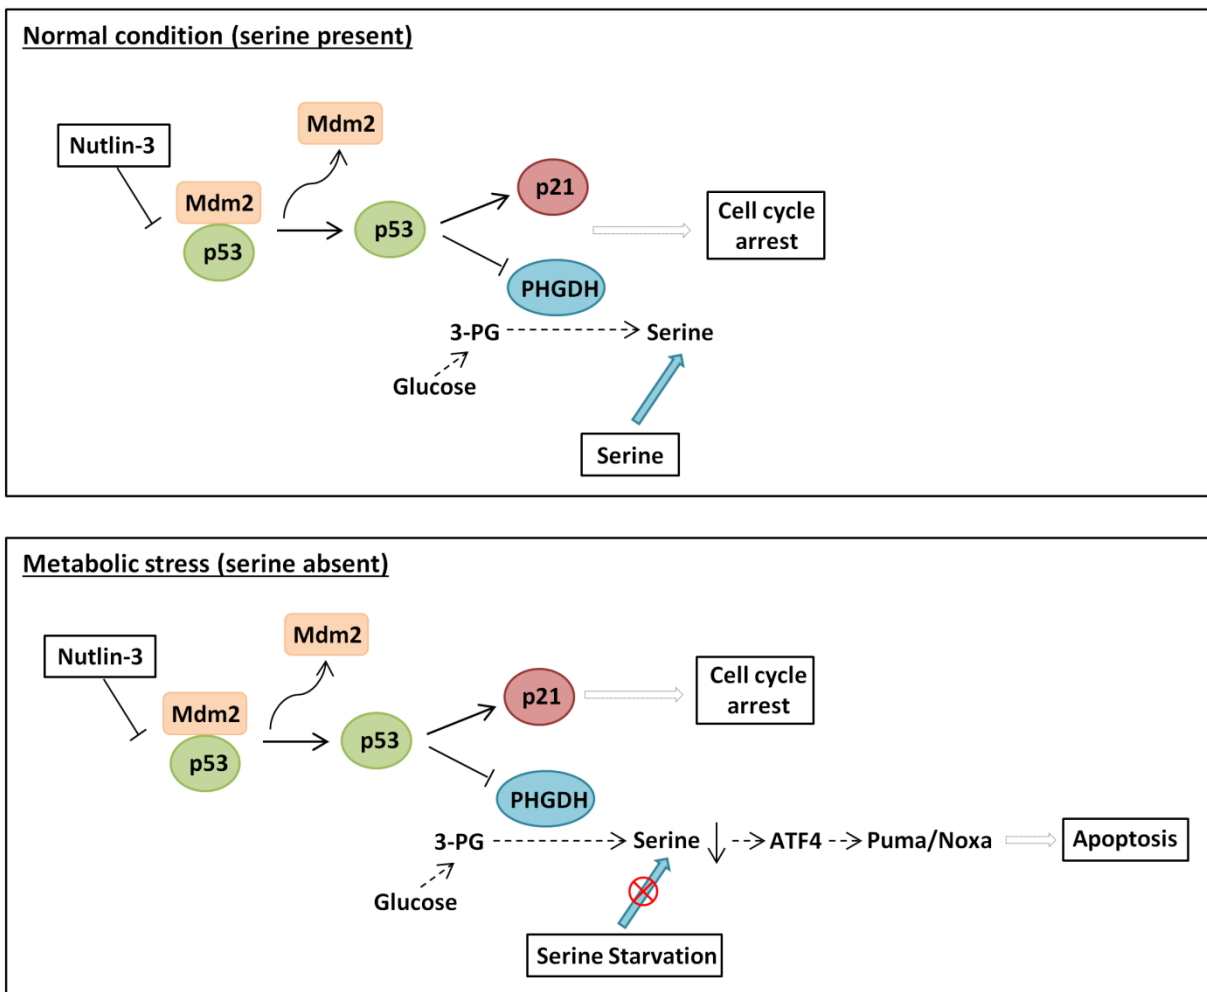 Normal condition (serine present)
Mdm2
Nutlin-3
Mdm2
p53
p53
p21
Cell cycle
arrest
PHGDH
3-PG
Serine
Glucose
Serine
Metabolic stress (serine absent)
Mdm2
Nutlin-3
Mdm2
p53
p53
p21
Cell cycle
arrest
PHGDH
3-PG
Serine
ATF4
Puma/Noxa
Apoptosis
Glucose
Serine Starvation